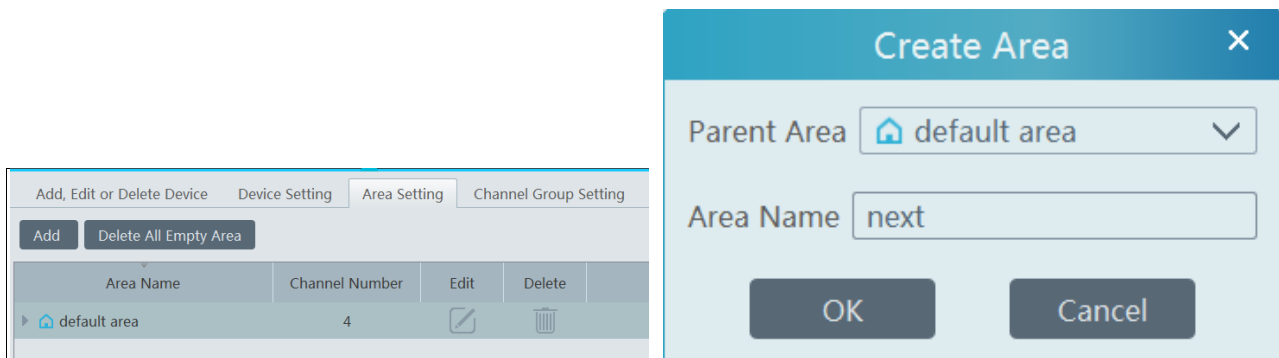 Add, Edit or Delete Device Device Setting Area Setting Channel Group Setting
Add Delete All Empty Area
Area Name Channel Number Edit Delete
default area 4
Create Area
Parent Area default area
Area Name next
OK Cancel